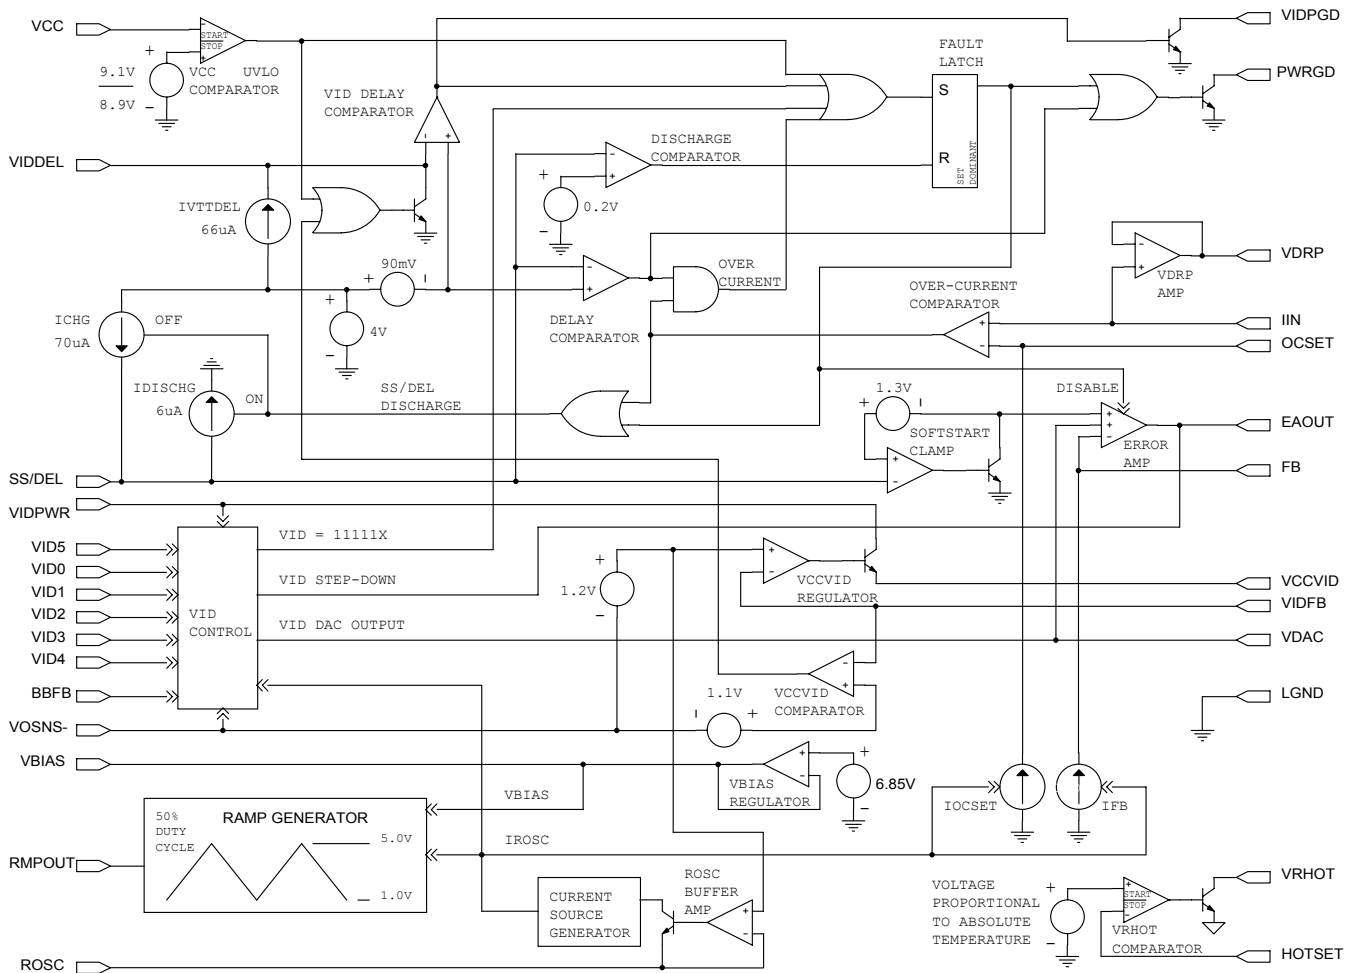 VCC
START
STOP
-
+
+
-
9.1V
8.9V
VCC UVLO
COMPARATOR
VID DELAY
COMPARATOR
-
+
FAULT
LATCH
S
R
SET
DOMINANT
VIDPGD
PWRGD
VIDDEL
DISCHARGE
COMPARATOR
-
+
+
0.2V
-
IVTTDEL
66uA
90mV
+
-
+
4V
-
-
+
DELAY
COMPARATOR
OVER
CURRENT
-
+
VDRP
AMP
VDRP
OVER-CURRENT
COMPARATOR
+
-
IIN
OCSET
ICHG
70uA
OFF
IDISCHG
6uA
ON
SS/DEL
DISCHARGE
1.3V
+
-
SOFTSTART
CLAMP
+
-
DISABLE
+
+
-
ERROR
AMP
EAOUT
FB
SS/DEL
VIDPWR
VID5
VID0
VID1
VID2
VID3
VID4
BBFB
VOSNS-
VID
CONTROL
VID = 11111X
VID STEP-DOWN
VID DAC OUTPUT
+
1.2V
-
+
-
VCCVID
REGULATOR
VCCVID
VIDFB
VDAC
-
+
VCCVID
COMPARATOR
1.1V
-
+
LGND
VBIAS
VBIAS
+
-
VBIAS
REGULATOR
+
6.85V
-
IOCSET
IFB
50%
DUTY
CYCLE
RAMP GENERATOR
5.0V
1.0V
IROSC
RMPOUT
CURRENT
SOURCE
GENERATOR
ROSC
BUFFER
AMP
+
-
VOLTAGE
PROPORTIONAL
TO ABSOLUTE
TEMPERATURE
+
-
+
START
STOP
-
VRHOT
COMPARATOR
VRHOT
HOTSET
ROSC